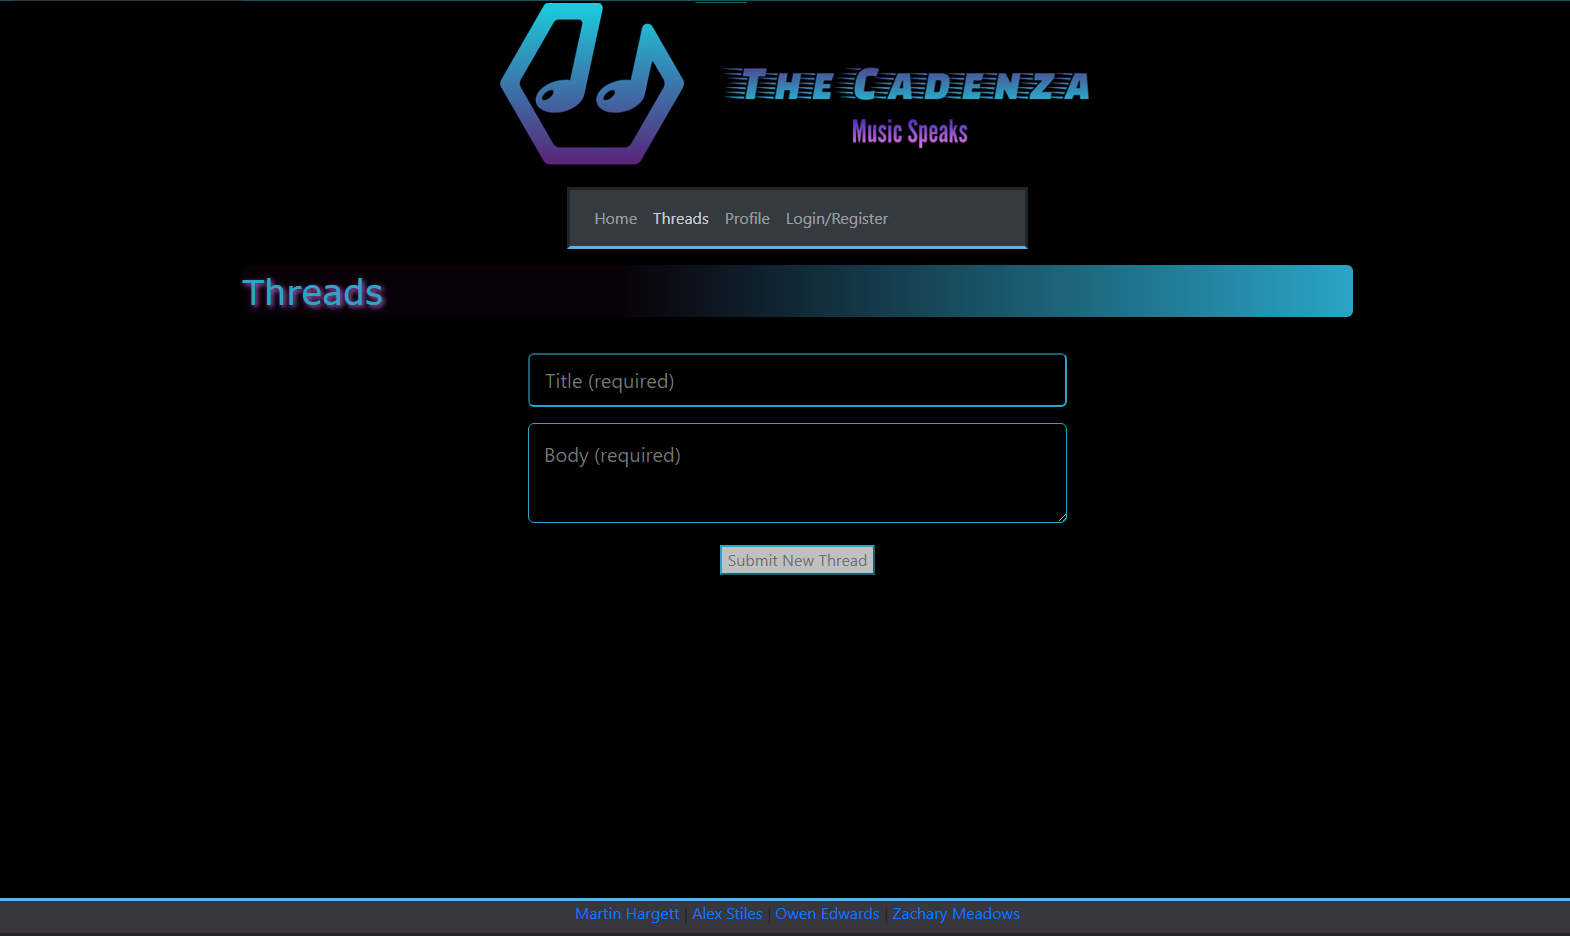 The Cadenza
Music Speaks
Home Threads Profile Login/Register
Threads
Title (required)
Body (required)
Submit New Thread
Martin Hargett | Alex Stiles | Owen Edwards | Zachary Meadows